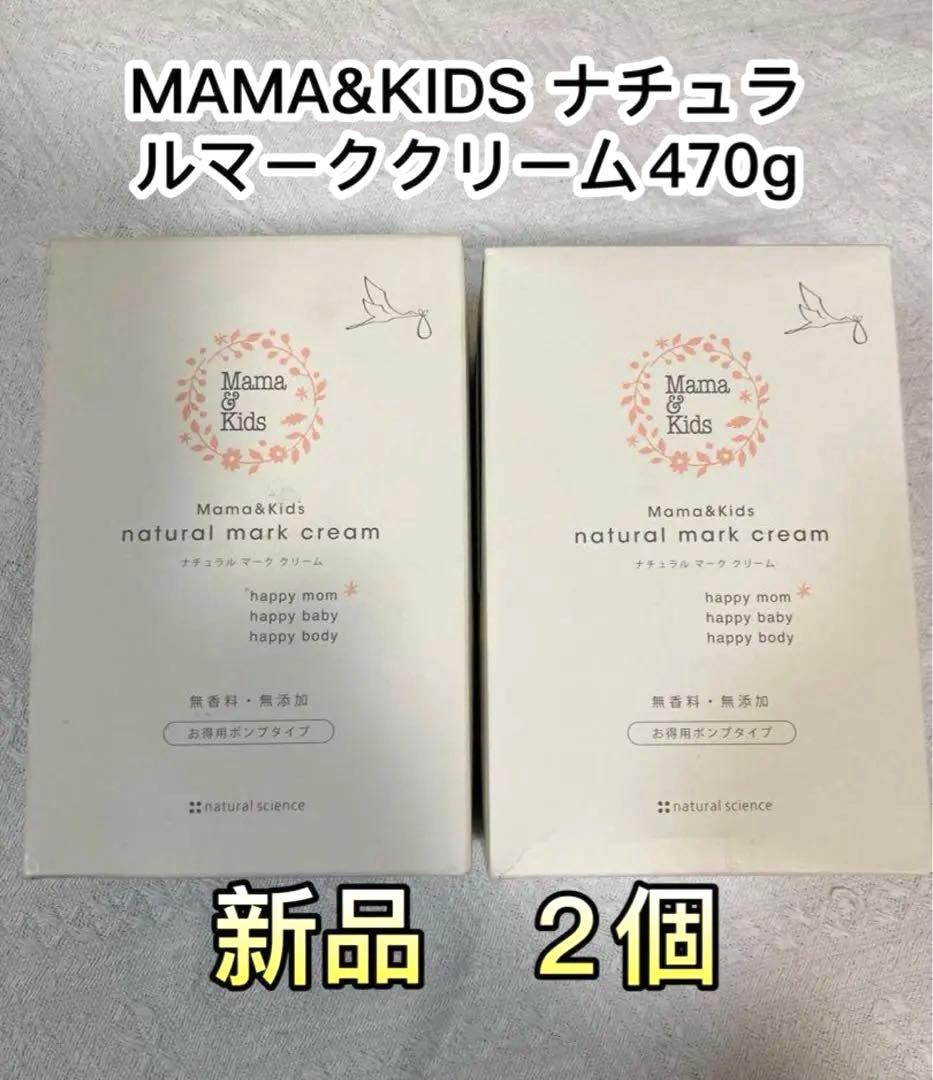 MAMA&KIDS ナチュラ
ルマーククリーム470g
Mama
&
Kids
Mama&Kids
natural mark cream
ナチュラル マーク クリーム
happy mom
happy baby
happy body
無香料・無添加
お得用ポンプタイプ
natural science
Mama
&
Kids
Mama&Kids
natural mark cream
ナチュラル マーク クリーム
happy mom
happy baby
happy body
無香料・無添加
お得用ポンプタイプ
natural science
新品 2個